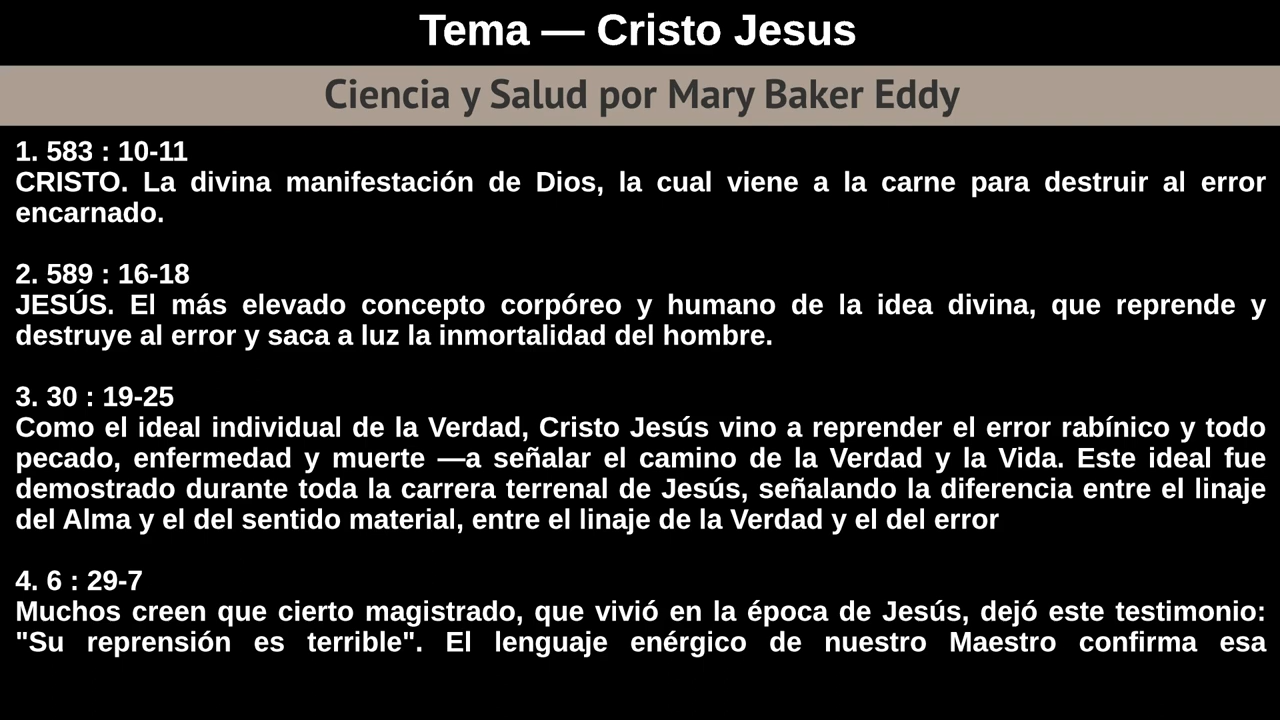 Tema — Cristo Jesus
Ciencia y Salud por Mary Baker Eddy
1. 583 : 10-11
CRISTO. La divina manifestación de Dios, la cual viene a la carne para destruir al error
encarnado.
2. 589 : 16-18
JESÚS. El más elevado concepto corpóreo y humano de la idea divina, que reprende y
destruye al error y saca a luz la inmortalidad del hombre.
3. 30 : 19-25
Como el ideal individual de la Verdad, Cristo Jesús vino a reprender el error rabínico y todo
pecado, enfermedad y muerte —a señalar el camino de la Verdad y la Vida. Este ideal fue
demostrado durante toda la carrera terrenal de Jesús, señalando la diferencia entre el linaje
del Alma y el del sentido material, entre el linaje de la Verdad y el del error
4. 6 : 29-7
Muchos creen que cierto magistrado, que vivió en la época de Jesús, dejó este testimonio:
"Su reprensión es terrible". El lenguaje enérgico de nuestro Maestro confirma esa